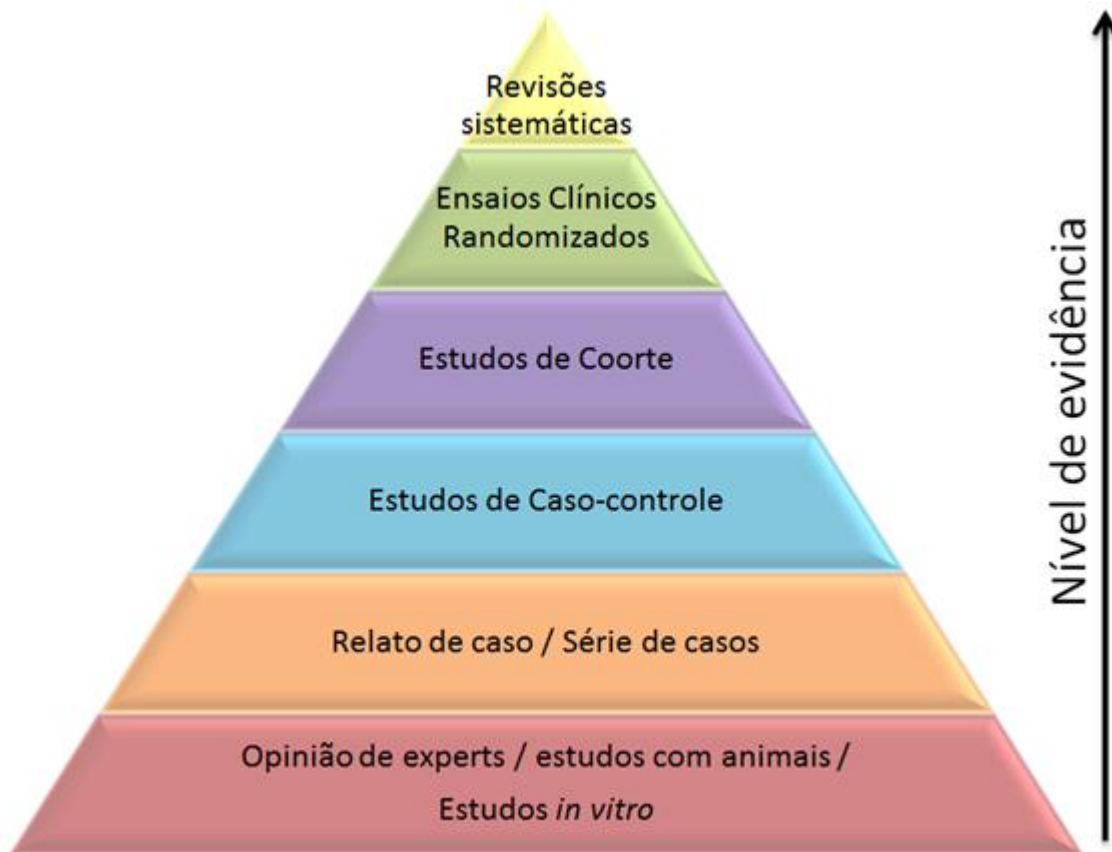 Revisões
sistemáticas
Ensaios Clínicos
Randomizados
Estudos de Coorte
Estudos de Caso-controle
Relato de caso / Série de casos
Opinião de experts / estudos com animais /
Estudos in vitro
Nível de evidência